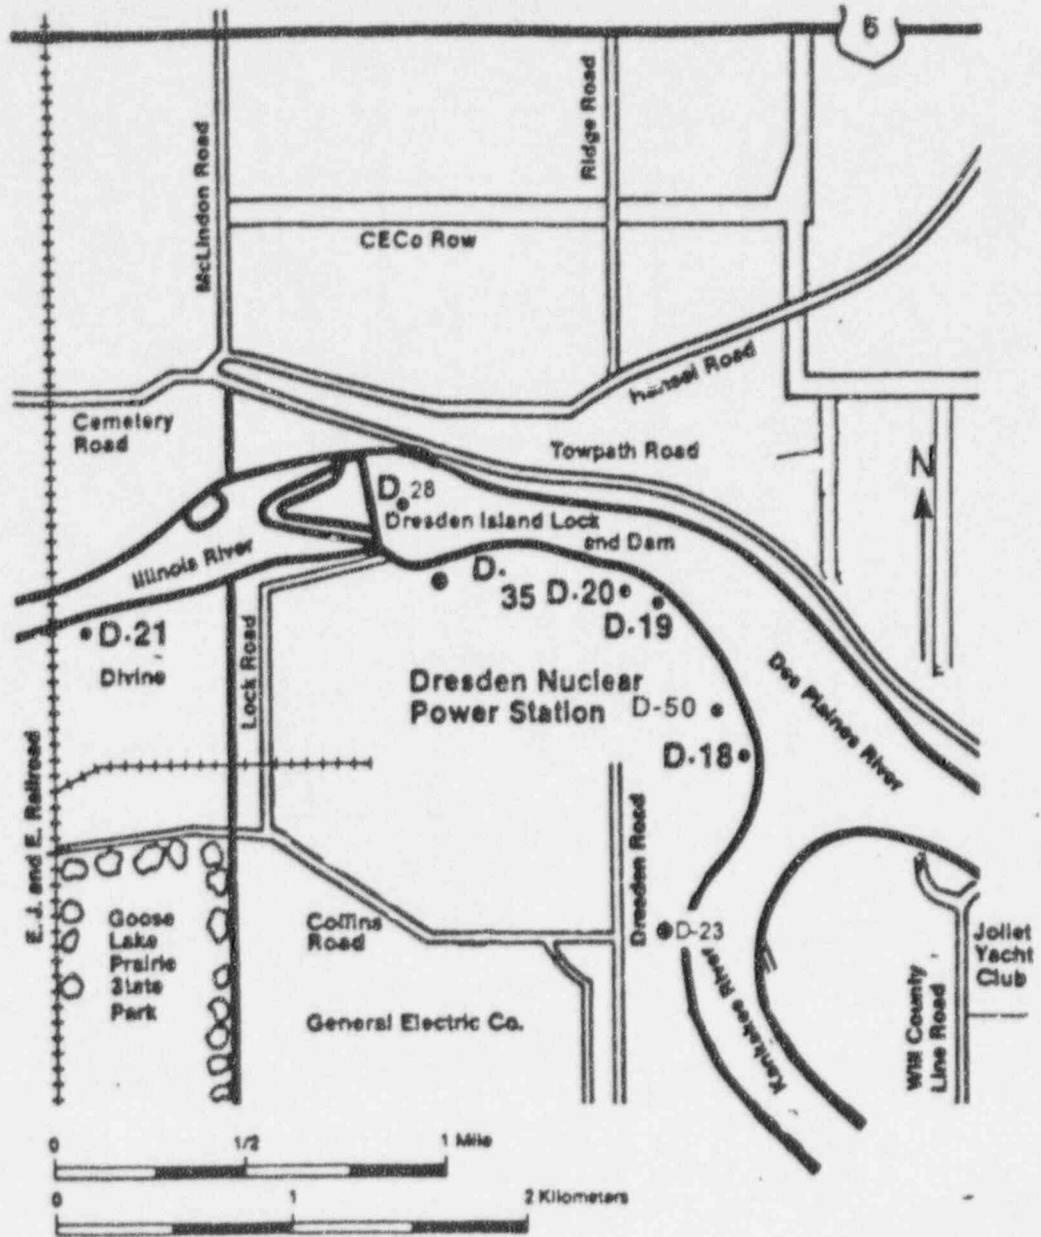 6
McLindon Road
Ridge Road
CECo Row
Hansel Road
Cemetery
Road
Towpath Road
N
D.28
Dresden Island Lock
and Dam
Illinois River
D.
35
D.20
D.19
D.21
Divine
Lock Road
Dresden Nuclear
Power Station
D-50
D.18
Des Plaines River
E. J. and E. Railroad
Dresden Road
Goose
Lake
Prairie
State
Park
Collins
Road
D-23
Kankakee River
Joliet
Yacht
Club
Will County
Line Road
General Electric Co.
0
1/2
1 Mile
0
1
2 Kilometers